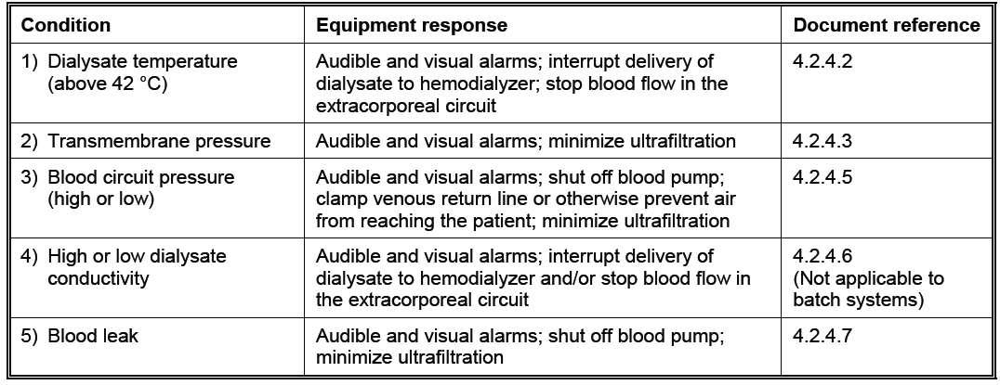 Condition Equipment response Document reference
1) Dialysate temperature Audible and visual alarms; interrupt delivery of 4.2.4.2
(above 42 °C) dialysate to hemodialyzer; stop blood flow in the
extracorporeal circuit
2) Transmembrane pressure Audible and visual alarms; minimize ultrafiltration 4.2.4.3
3) Blood circuit pressure Audible and visual alarms; shut off blood pump; 4.2.4.5
(high or low) clamp venous return line or otherwise prevent air
from reaching the patient; minimize ultrafiltration
4) High or low dialysate Audible and visual alarms; interrupt delivery of 4.2.4.6
conductivity dialysate to hemodialyzer and/or stop blood flow in (Not applicable to
the extracorporeal circuit batch systems)
5) Blood leak Audible and visual alarms; shut off blood pump; 4.2.4.7
minimize ultrafiltration